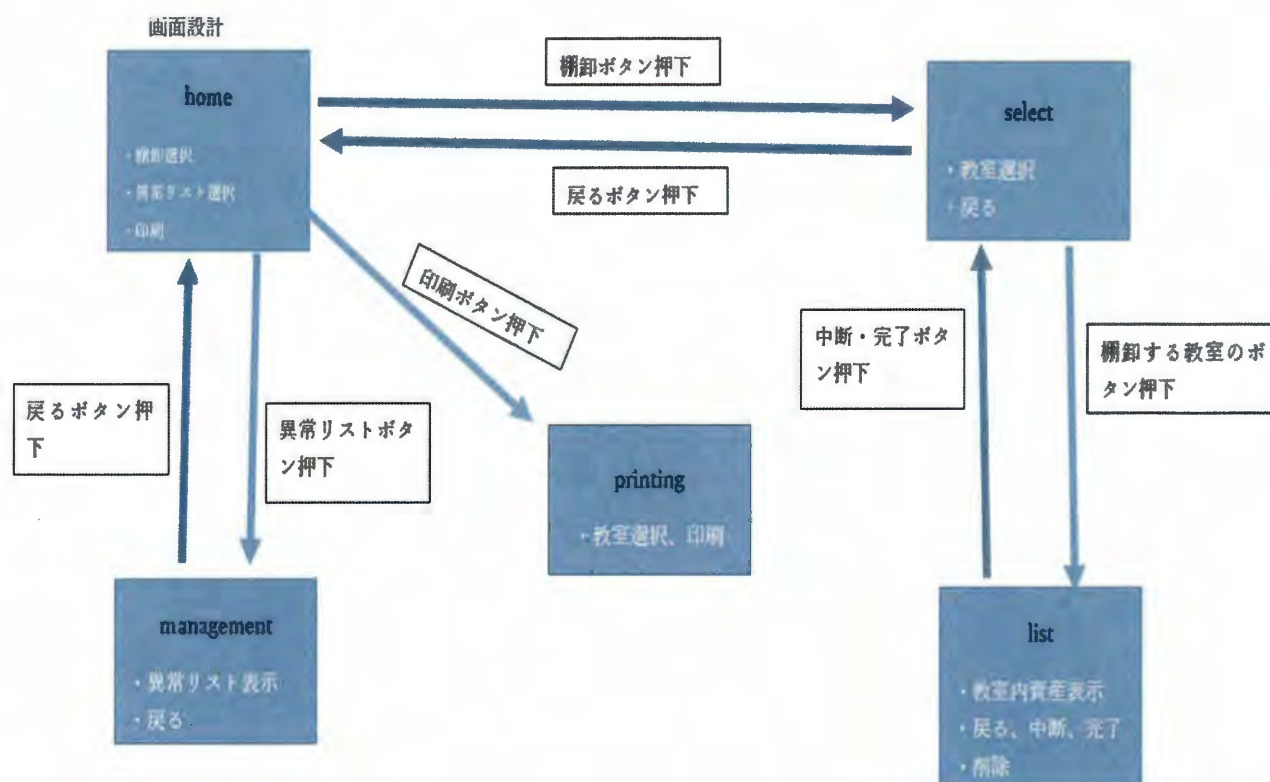 画面設計
home
・棚卸選択
・異常リスト選択
・印刷
棚卸ボタン押下
戻るボタン押下
select
・教室選択
・戻る
印刷ボタン押下
中断・完了ボタ
ン押下
棚卸する教室のボ
タン押下
戻るボタン押
下
異常リストボタ
ン押下
printing
・教室選択、印刷
management
・異常リスト表示
・戻る
list
・教室内資産表示
・戻る、中断、完了
・削除